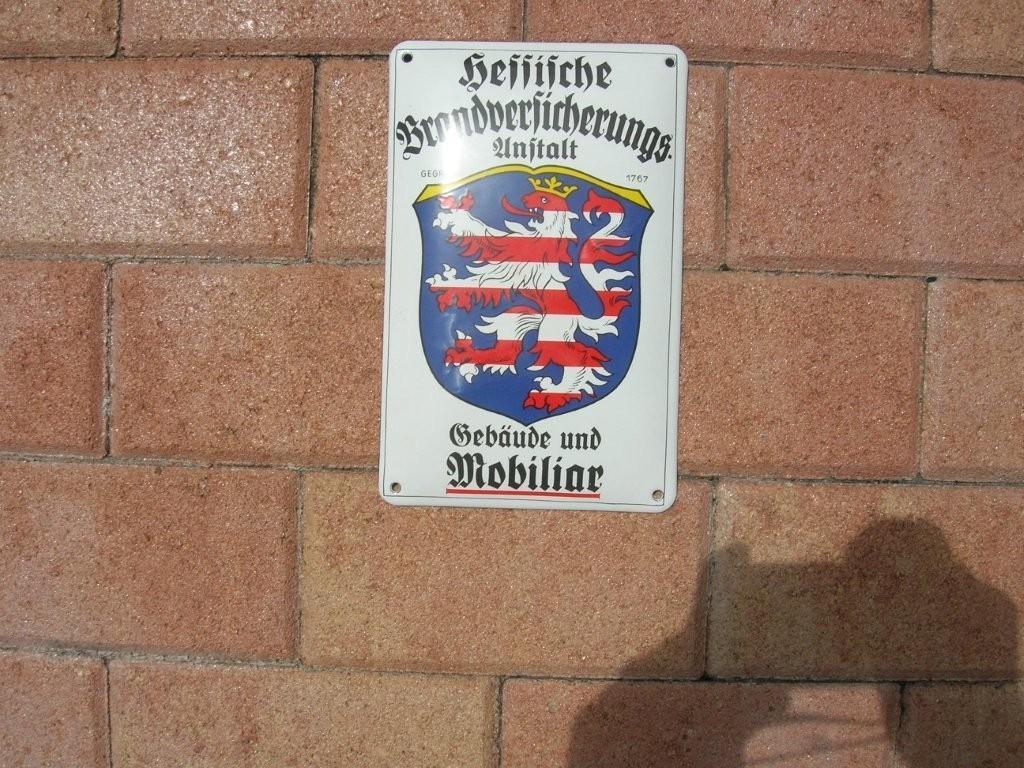 Hessische
Brandversicherungs.
Anstalt
GEGR. 1767
Gebäude und
Mobiliar